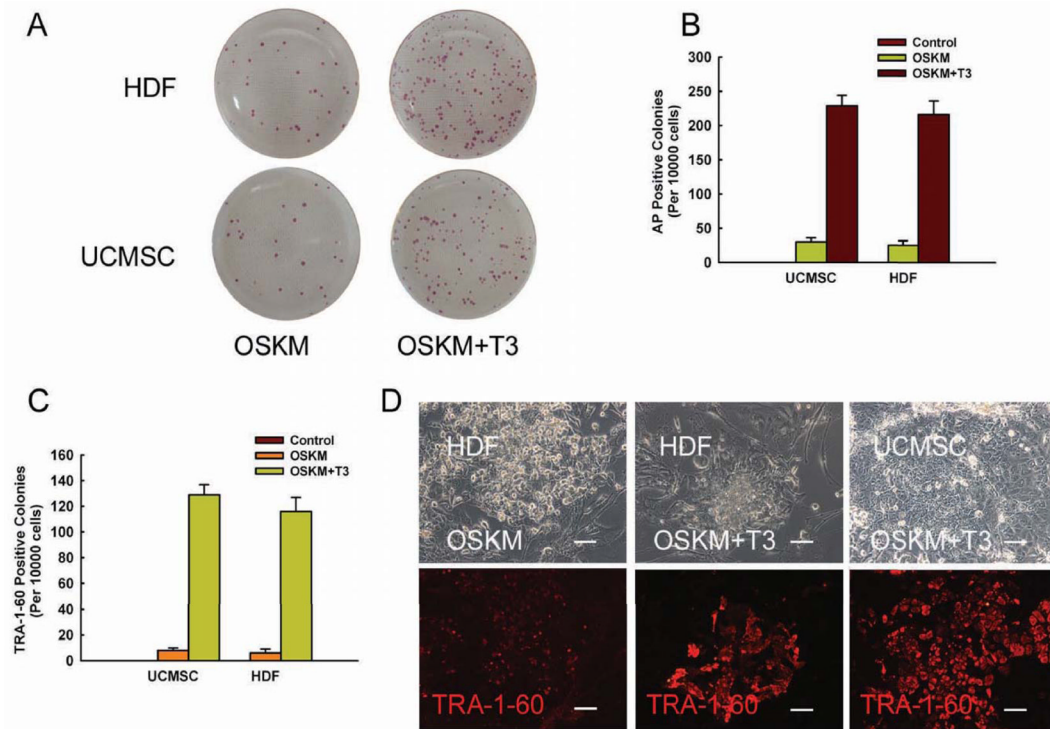 A
HDF
UCMSC
OSKM
OSKM+T3
B
Control
OSKM
OSKM+T3
AP Positive Colonies
(Per 10000 cells)
300
250
200
150
100
50
0
UCMSC
HDF
C
Control
OSKM
OSKM+T3
TRA-1-60 Positive Colonies
(Per 10000 cells)
160
140
120
100
80
60
40
20
0
UCMSC
HDF
D
HDF
OSKM
HDF
OSKM+T3
UCMSC
OSKM+T3
TRA-1-60
TRA-1-60
TRA-1-60